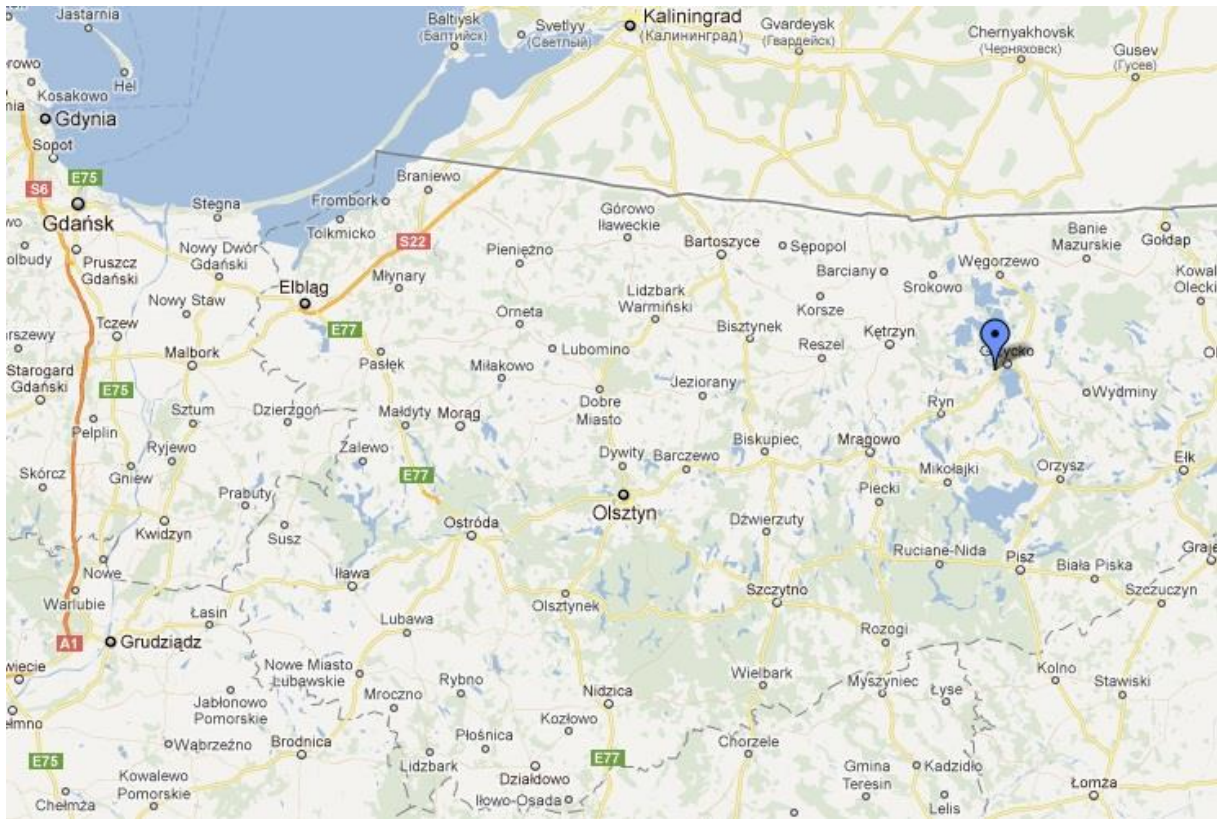 Jastarnia
Baltiysk
(Балтийск)
Svetlyy
(Светлый)
Kaliningrad
(Калининград)
Gvardeysk
(Гвардейск)
Chernyakhovsk
(Черняховск)
Gusev
(Гусев)
Hel
Kosakowo
Gdynia
Sopot
E75
S6
Gdańsk
Stegna
Frombork
Braniewo
Tolkmicko
S22
Górowo
Iławeckie
Bartoszyce
Sępopol
Banie
Mazurskie
Gołdap
Pruszcz
Gdański
Nowy Dwór
Gdański
Pieniężno
Barciany
Srokowo
Węgorzewo
Kowal
Olecki
Młynary
Elbląg
Nowy Staw
Lidzbark
Warmiński
Korsze
Orneta
E77
Bisztynek
Kętrzyn
Tczew
Malbork
Pasłęk
Lubomino
Reszel
Starogard
Gdański
E75
Miłakowo
Jeziorany
Wydminy
Sztum
Dzierzgoń
Małdyty
Morąg
Dobre
Miasto
Ryn
Pelplin
Ryjewo
Zalewo
Biskupiec
Mrągowo
Skórcz
Gniew
E77
Dywity
Barczewo
Mikołajki
Orzysz
Ełk
Prabuty
Olsztyn
Piecki
Kwidzyn
Susz
Ostróda
Dźwierzuty
Nowe
Iława
Ruciane-Nida
Pisz
Biała Piska
Graje
Warlubie
Łasin
Olsztynek
Szczytno
Szczuczyn
A1
Grudziądz
Lubawa
Rozogi
Nowe Miasto
Lubawskie
Jabłonowo
Pomorskie
Mroczno
Rybno
Nidzica
Wielbark
Myszyniec
Łyse
Kolno
Stawiski
Wąbrzeźno
Brodnica
Płośnica
Kozłowo
E75
Lidzbark
E77
Chorzele
Gmina
Teresin
Kadzidło
Kowalewo
Pomorskie
Działdowo
Iłowo-Osada
Łomża
Chełmża
Lelis